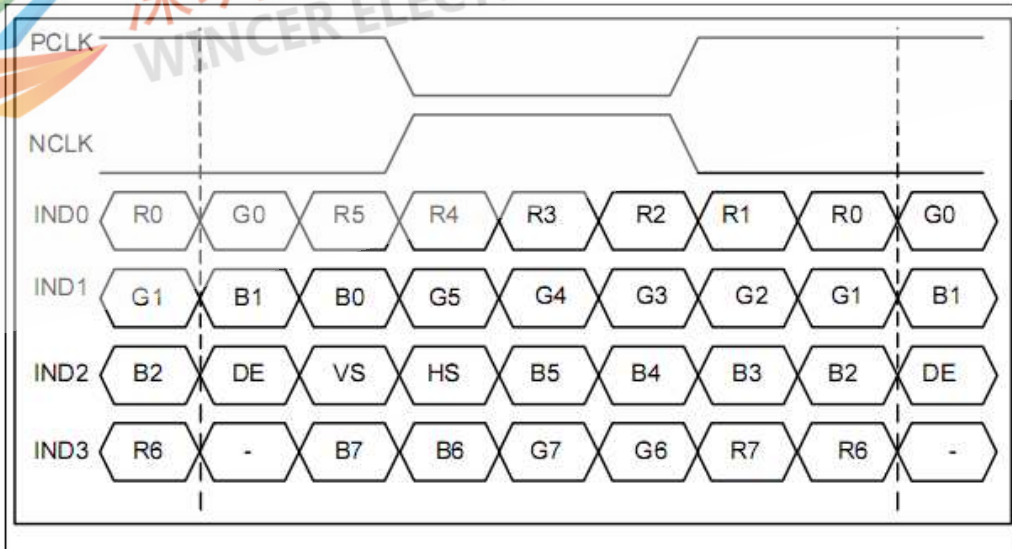 WINCER ELEC
PCLK
NCLK
IND0 R0 G0 R5 R4 R3 R2 R1 R0 G0
IND1 G1 B1 B0 G5 G4 G3 G2 G1 B1
IND2 B2 DE VS HS B5 B4 B3 B2 DE
IND3 R6 - B7 B6 G7 G6 R7 R6 -